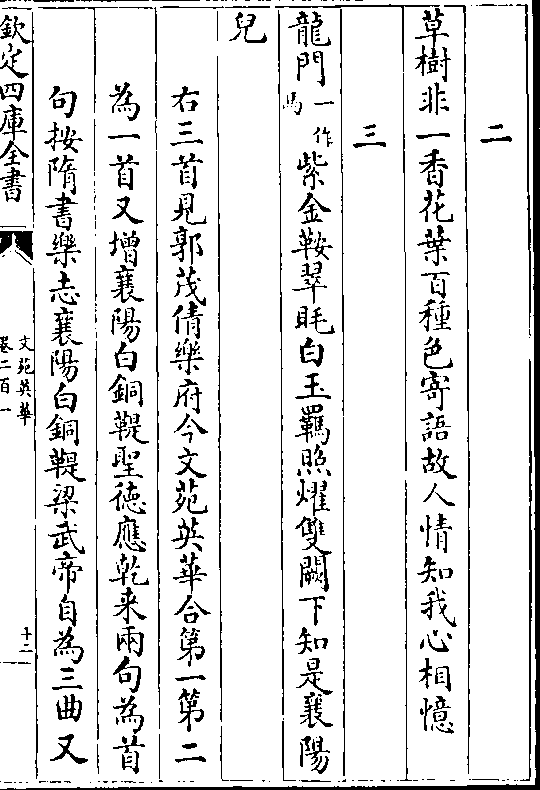 二
草樹非一香花葉百種色寄語故人情知我心相憶
三
龍門一作馬紫金鞍翠眊白玉羈照燿雙闕下知是襄陽
兒
右三首見郭茂倩樂府今文苑英華合第一第二
為一首又增襄陽白銅鞮聖德應乾来兩句為首
句按隋書樂志襄陽白銅鞮梁武帝自為三曲又
欽定四庫全書
文苑英華
卷二百一
十二